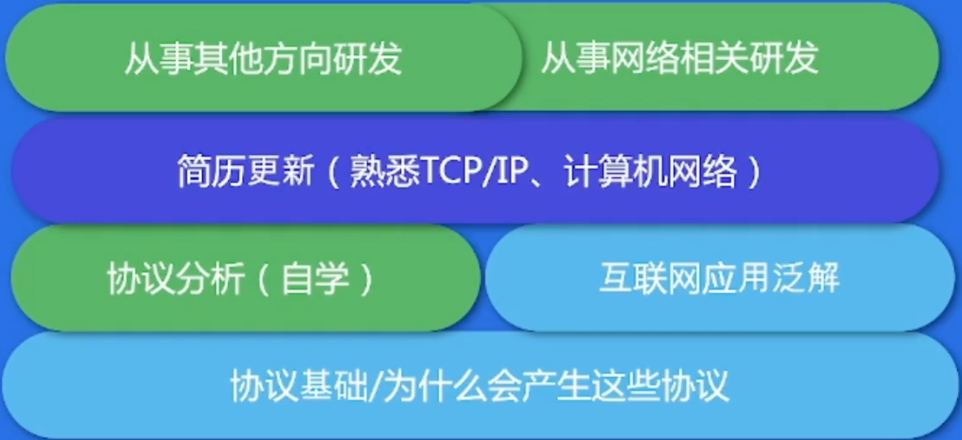 从事其他方向研发
从事网络相关研发
简历更新（熟悉TCP/IP、计算机网络）
协议分析（自学）
互联网应用泛解
协议基础/为什么会产生这些协议